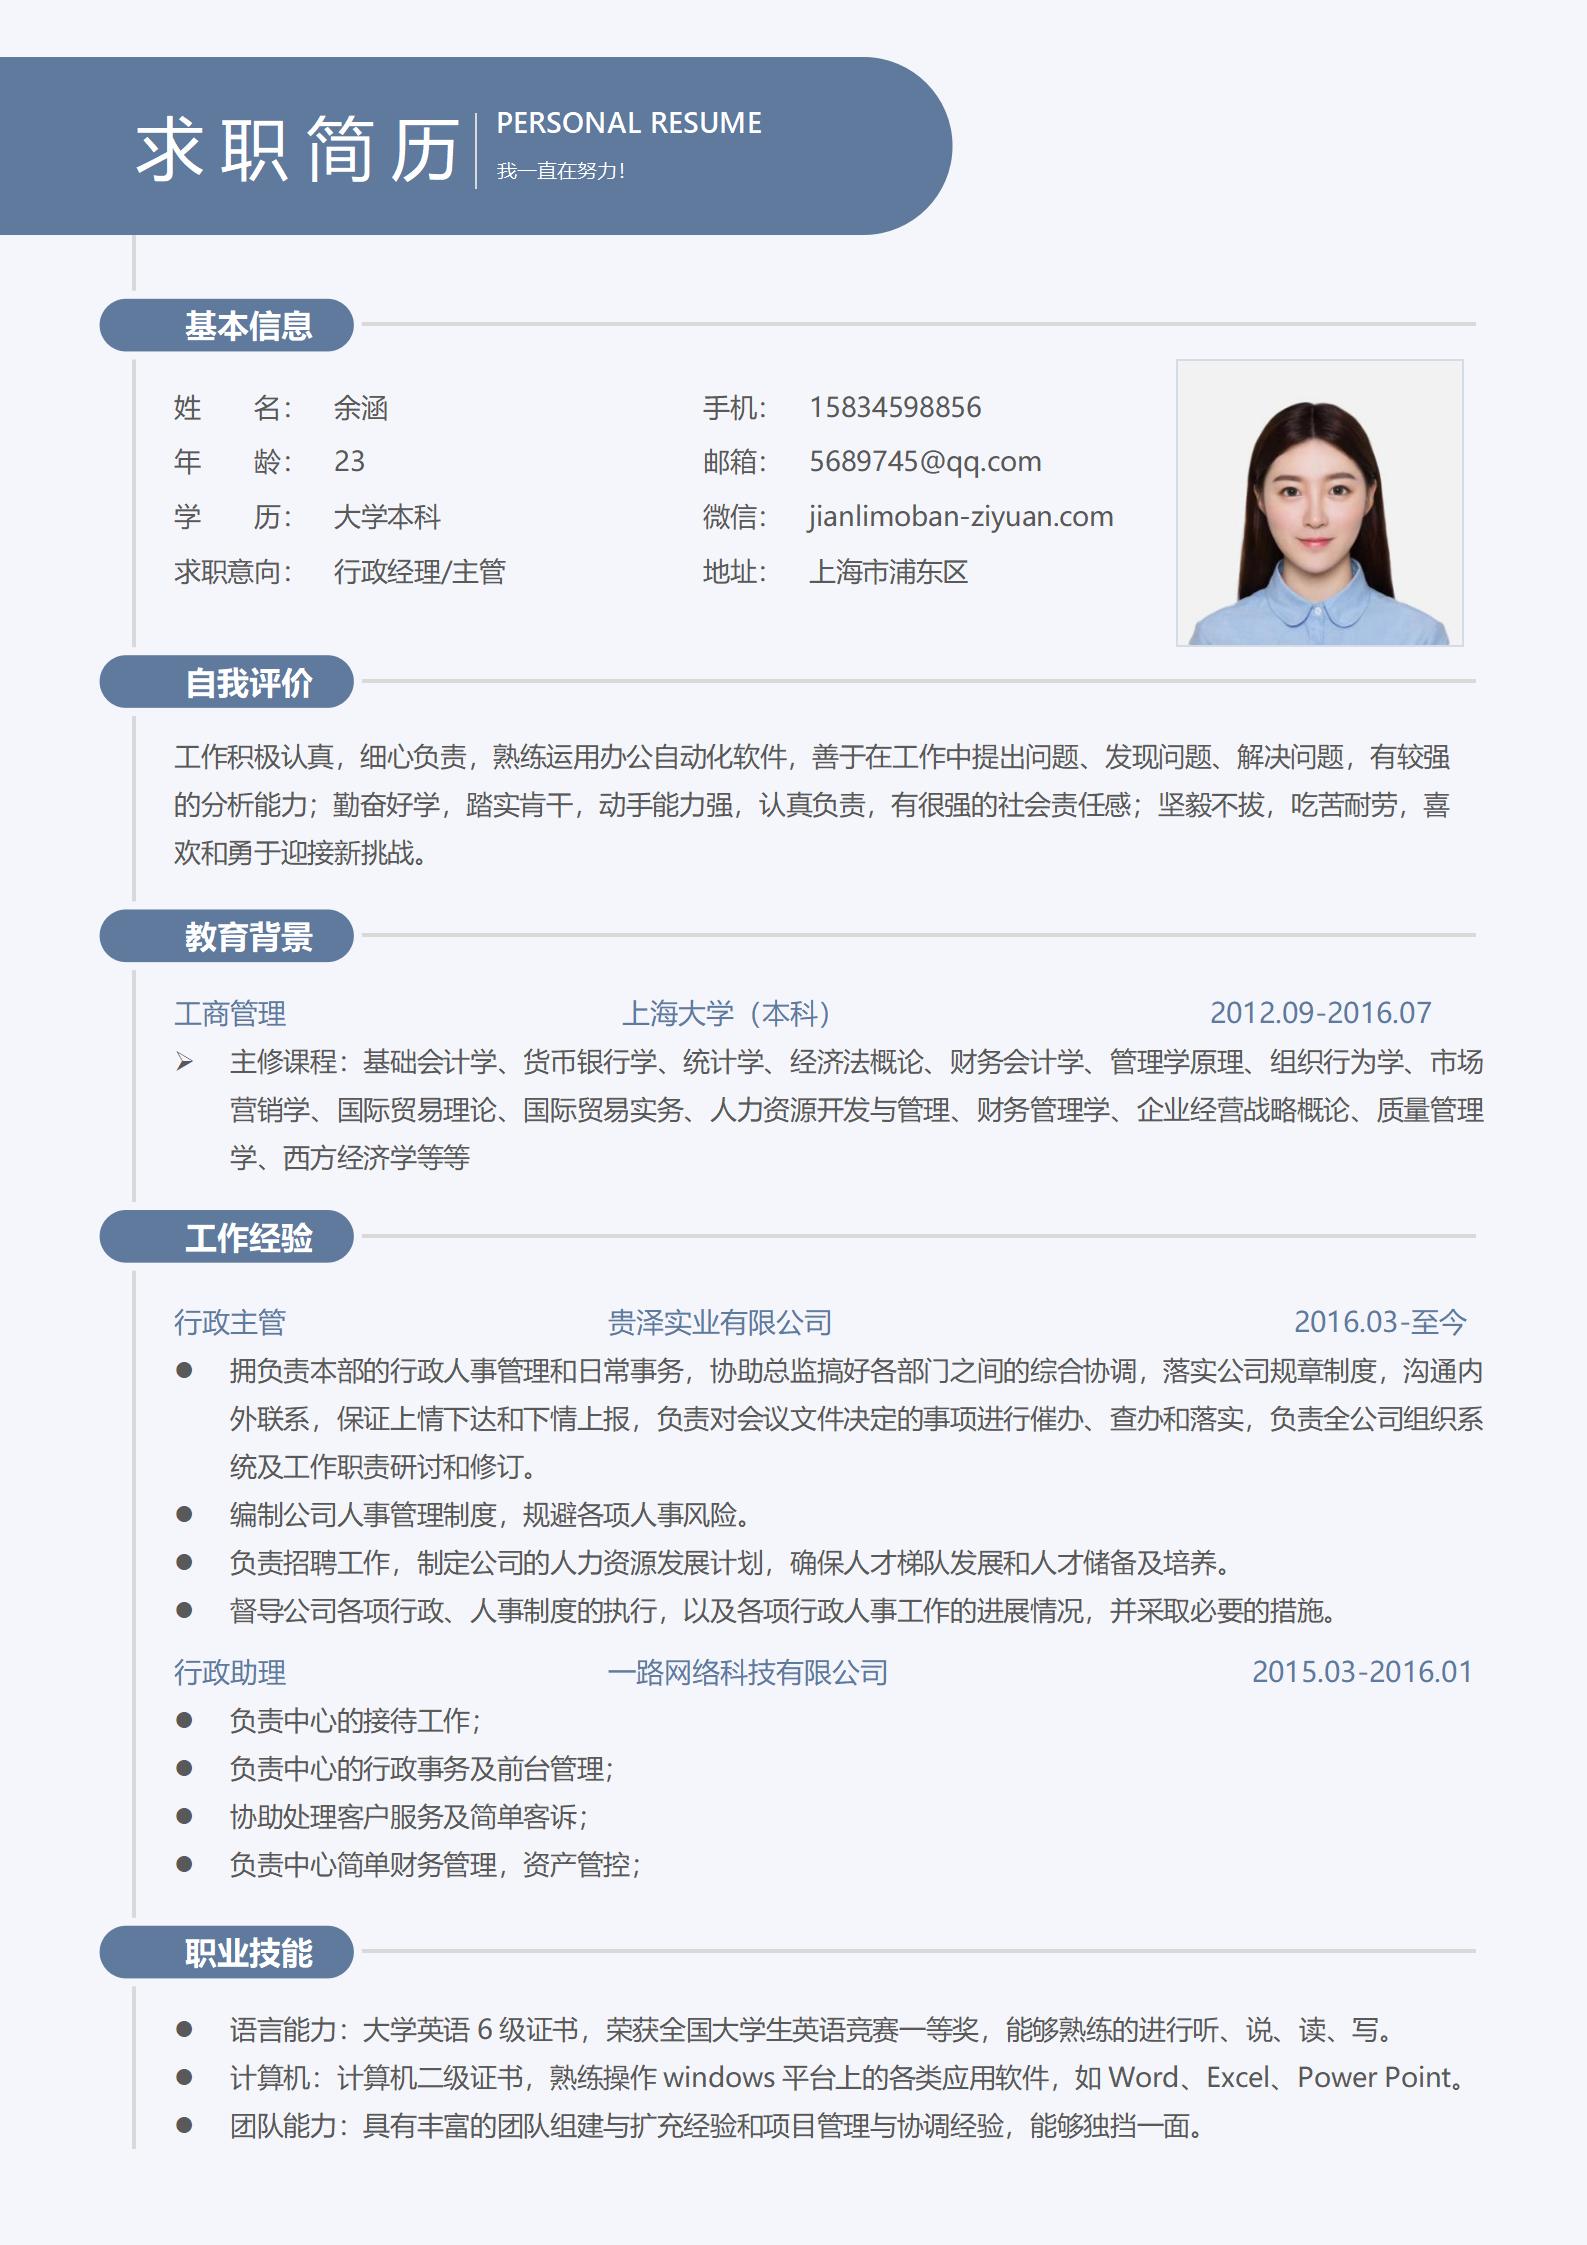 求职简历
PERSONAL RESUME
我一直在努力！
基本信息
姓 名： 余涵
手机： 15834598856
年 龄： 23
邮箱： 5689745@qq.com
学 历： 大学本科
微信： jianlimoban-ziyuan.com
求职意向： 行政经理/主管
地址： 上海市浦东区
自我评价
工作积极认真，细心负责，熟练运用办公自动化软件，善于在工作中提出问题、发现问题、解决问题，有较强
的分析能力；勤奋好学，踏实肯干，动手能力强，认真负责，有很强的社会责任感；坚毅不拔，吃苦耐劳，喜
欢和勇于迎接新挑战。
教育背景
工商管理 上海大学（本科） 2012.09-2016.07
➢ 主修课程：基础会计学、货币银行学、统计学、经济法概论、财务会计学、管理学原理、组织行为学、市场
营销学、国际贸易理论、国际贸易实务、人力资源开发与管理、财务管理学、企业经营战略概论、质量管理
学、西方经济学等等
工作经验
行政主管 贵泽实业有限公司 2016.03-至今
● 拥负责本部的行政人事管理和日常事务，协助总监搞好各部门之间的综合协调，落实公司规章制度，沟通内
外联系，保证上情下达和下情上报，负责对会议文件决定的事项进行催办、查办和落实，负责全公司组织系
统及工作职责研讨和修订。
● 编制公司人事管理制度，规避各项人事风险。
● 负责招聘工作，制定公司的人力资源发展计划，确保人才梯队发展和人才储备及培养。
● 督导公司各项行政、人事制度的执行，以及各项行政人事工作的进展情况，并采取必要的措施。
行政助理 一路网络科技有限公司 2015.03-2016.01
● 负责中心的接待工作；
● 负责中心的行政事务及前台管理；
● 协助处理客户服务及简单客诉；
● 负责中心简单财务管理，资产管控；
职业技能
● 语言能力：大学英语 6 级证书，荣获全国大学生英语竞赛一等奖，能够熟练的进行听、说、读、写。
● 计算机：计算机二级证书，熟练操作 windows 平台上的各类应用软件，如 Word、Excel、Power Point。
● 团队能力：具有丰富的团队组建与扩充经验和项目管理与协调经验，能够独挡一面。